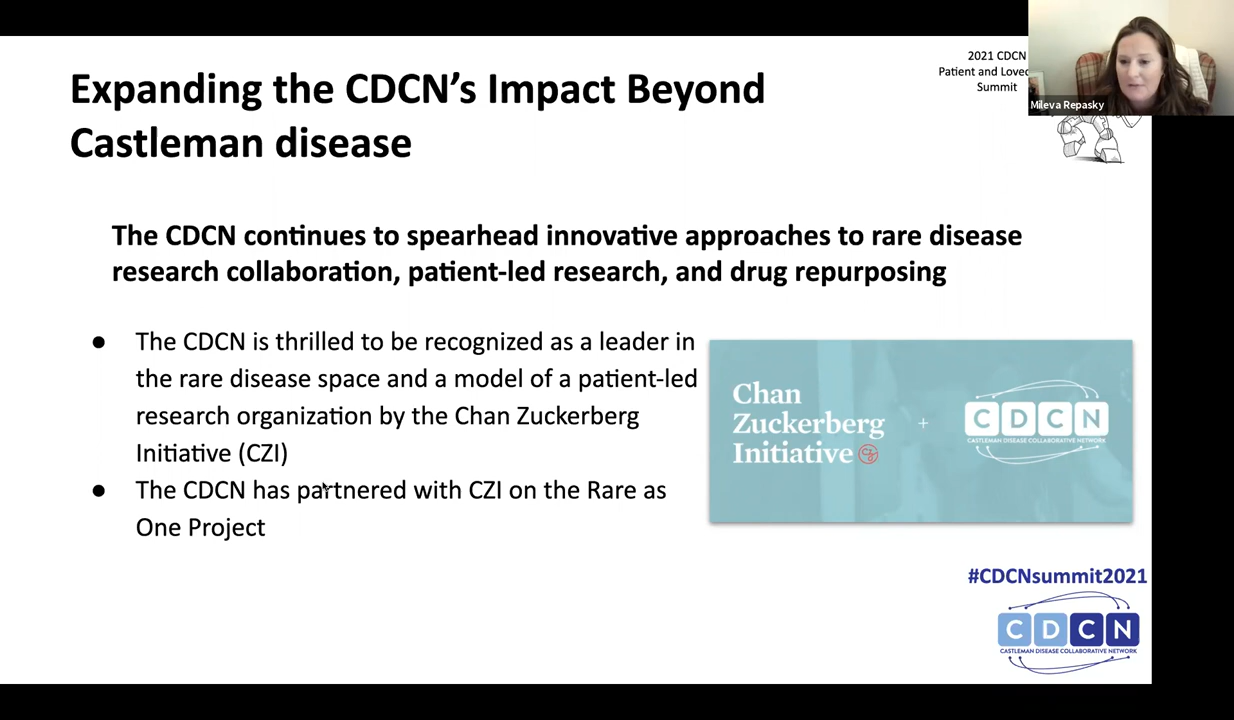 Expanding the CDCN's Impact Beyond
Castleman disease
2021 CDCN
Patient and
Summit
Mileva Repasky
The CDCN continues to spearhead innovative approaches to rare disease
research collaboration, patient-led research, and drug repurposing
● The CDCN is thrilled to be recognized as a leader in
the rare disease space and a model of a patient-led
research organization by the Chan Zuckerberg
Initiative (CZI)
● The CDCN has partnered with CZI on the Rare as
One Project
Chan
Zuckerberg
Initiative
+
CDCN
CASTLEMAN DISEASE COLLABORATIVE NETWORK
#CDCNsummit2021
CDCN
CASTLEMAN DISEASE COLLABORATIVE NETWORK